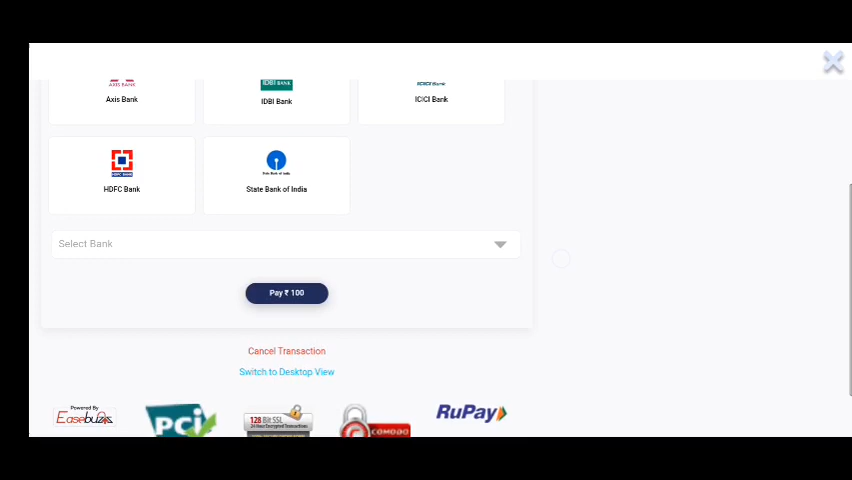 AXIS BANK
IDBI BANK
ICICI Bank
Axis Bank
IDBI Bank
ICICI Bank
HDFC BANK
State Bank of India
HDFC Bank
State Bank of India
Select Bank
Pay ₹ 100
Cancel Transaction
Switch to Desktop View
Powered By
Easebuzz
PCI
128 Bit SSL
COMODO
RuPay